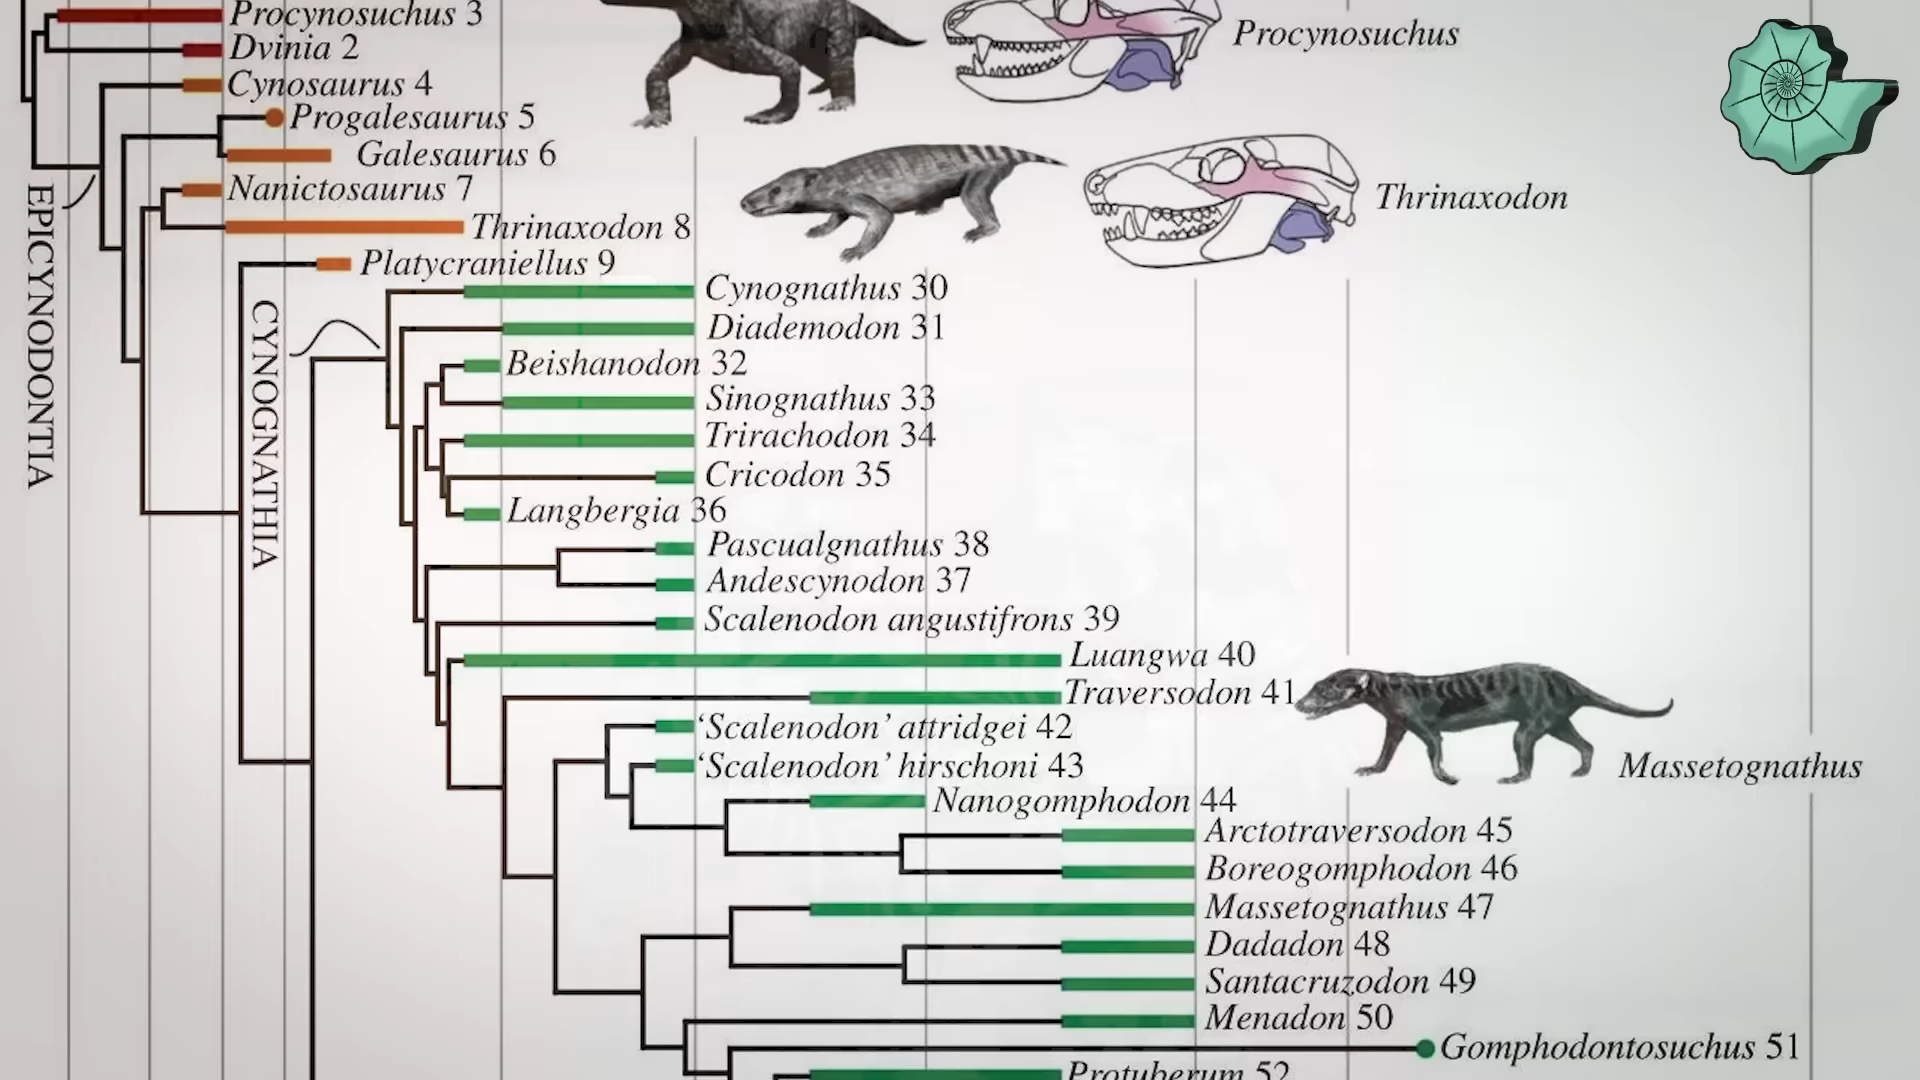 Procynosuchus 3
Procynosuchus
Dvinia 2
Cynosaurus 4
Progalesaurus 5
Galesaurus 6
Nanictosaurus 7
Thrinaxodon
Thrinaxodon 8
EPICYNODONTIA
Platycraniellus 9
CYNOGNATHIA
Cynognathus 30
Diademodon 31
Beishanodon 32
Sinognathus 33
Trirachodon 34
Cricodon 35
Langbergia 36
Pascualgnathus 38
Andescynodon 37
Scalenodon angustifrons 39
Luangwa 40
Traversodon 41
‘Scalenodon’ attridgei 42
‘Scalenodon’ hirschoni 43
Massetognathus
Nanogomphodon 44
Arctotraversodon 45
Boreogomphodon 46
Massetognathus 47
Dadadon 48
Santacruzodon 49
Menadon 50
Gomphodontosuchus 51
Protuberum 52